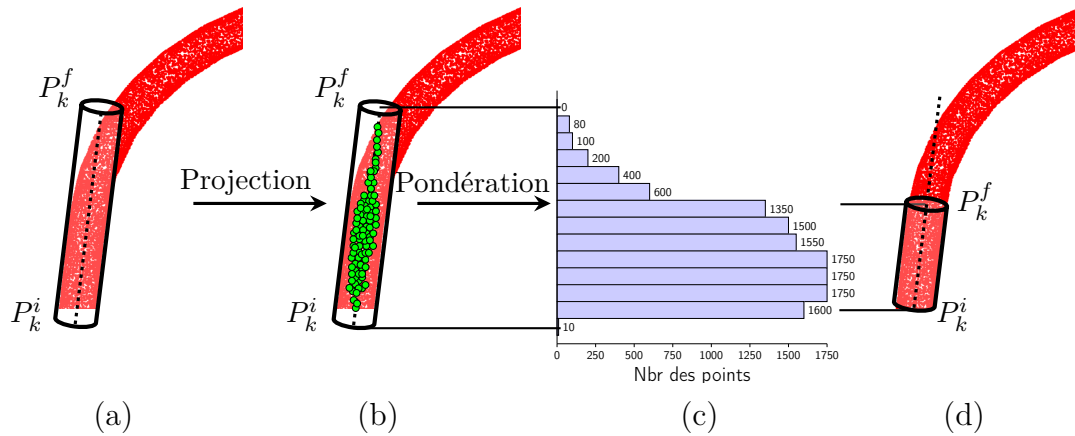 P_k^f
P_k^i
Projection
P_k^f
P_k^i
Pondération
0
80
100
200
400
600
1350
1500
1550
1750
1750
1750
1600
10
0 250 500 750 1000 1250 1500 1750
Nbr des points
P_k^f
P_k^i
(a) (b) (c) (d)